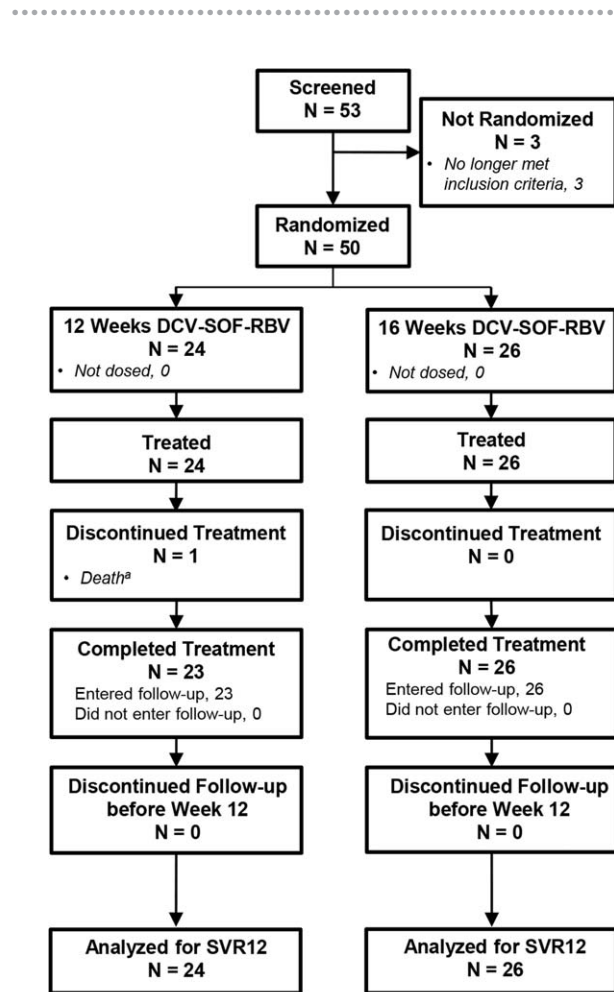 Screened
N = 53
Not Randomized
N = 3
• No longer met
inclusion criteria, 3
Randomized
N = 50
12 Weeks DCV-SOF-RBV
N = 24
• Not dosed, 0
16 Weeks DCV-SOF-RBV
N = 26
• Not dosed, 0
Treated
N = 24
Treated
N = 26
Discontinued Treatment
N = 1
• Deathᵃ
Discontinued Treatment
N = 0
Completed Treatment
N = 23
Entered follow-up, 23
Did not enter follow-up, 0
Completed Treatment
N = 26
Entered follow-up, 26
Did not enter follow-up, 0
Discontinued Follow-up
before Week 12
N = 0
Discontinued Follow-up
before Week 12
N = 0
Analyzed for SVR12
N = 24
Analyzed for SVR12
N = 26